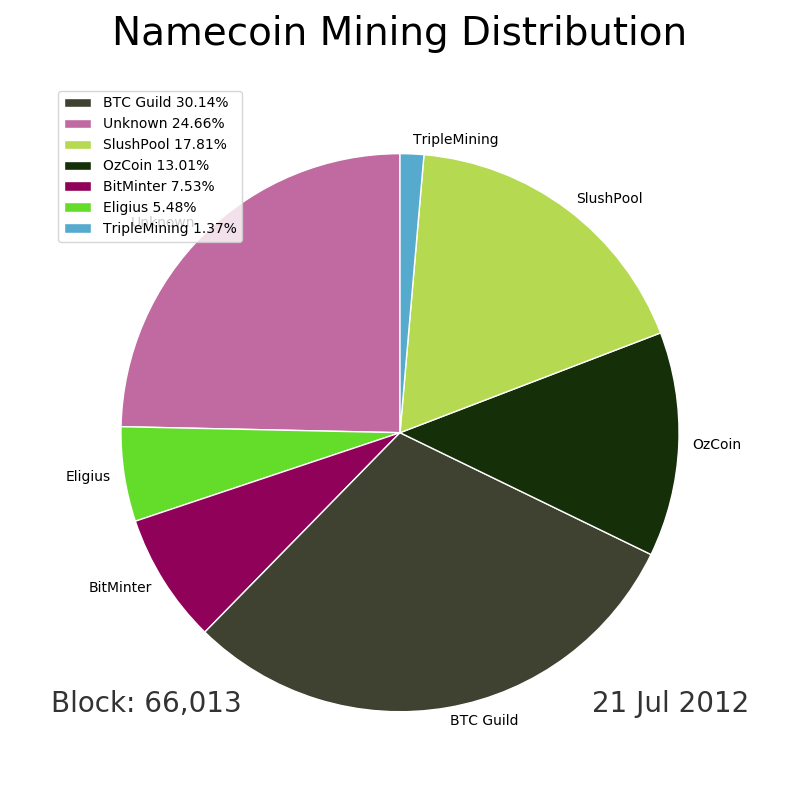 Namecoin Mining Distribution
BTC Guild 30.14%
Unknown 24.66%
SlushPool 17.81%
OzCoin 13.01%
BitMinter 7.53%
Eligius 5.48%
TripleMining 1.37%
TripleMining
SlushPool
Unknown
OzCoin
Eligius
BitMinter
BTC Guild
Block: 66,013
21 Jul 2012